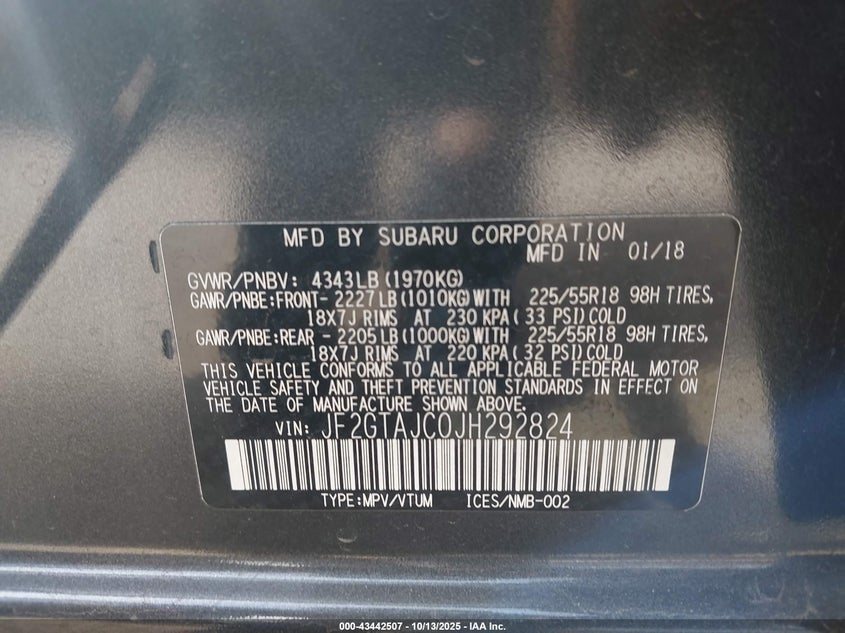 MFD BY SUBARU CORPORATION
MFD IN 01/18
GVWR/PNBV: 4343LB(1970KG)
GAWR/PNBE:FRONT- 2227LB(1010KG)WITH 225/55R18 98H TIRES,
18X7J RIMS AT 230 KPA( 33 PSI)COLD
GAWR/PNBE:REAR - 2205LB(1000KG)WITH 225/55R18 98H TIRES,
18X7J RIMS AT 220 KPA( 32 PSI)COLD
THIS VEHICLE CONFORMS TO ALL APPLICABLE FEDERAL MOTOR
VEHICLE SAFETY AND THEFT PREVENTION STANDARDS IN EFFECT ON
THE DATE OF MANUFACTURE SHOWN ABOVE.
VIN: JF2GTAJC0JH292824
TYPE:MPV/VTUM ICES/NMB-002
000-43442507 - 10/13/2025 - IAA Inc.